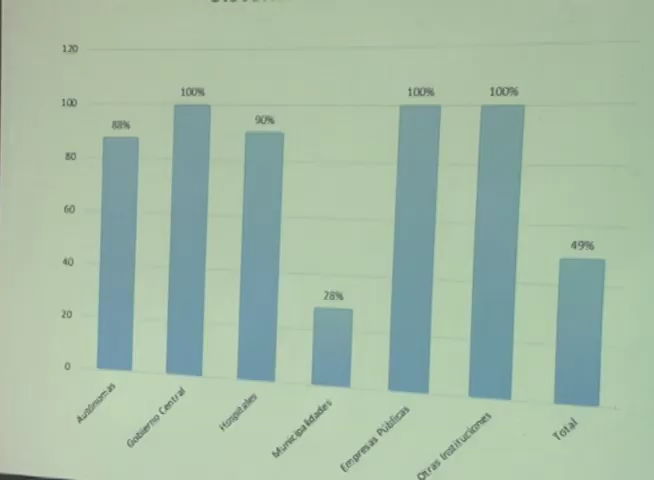 120
100
80
60
40
20
0
88%
100%
90%
28%
100%
100%
49%
Autónomas
Gobierno Central
Hospitales
Municipalidades
Empresas Públicas
Otras Instituciones
Total